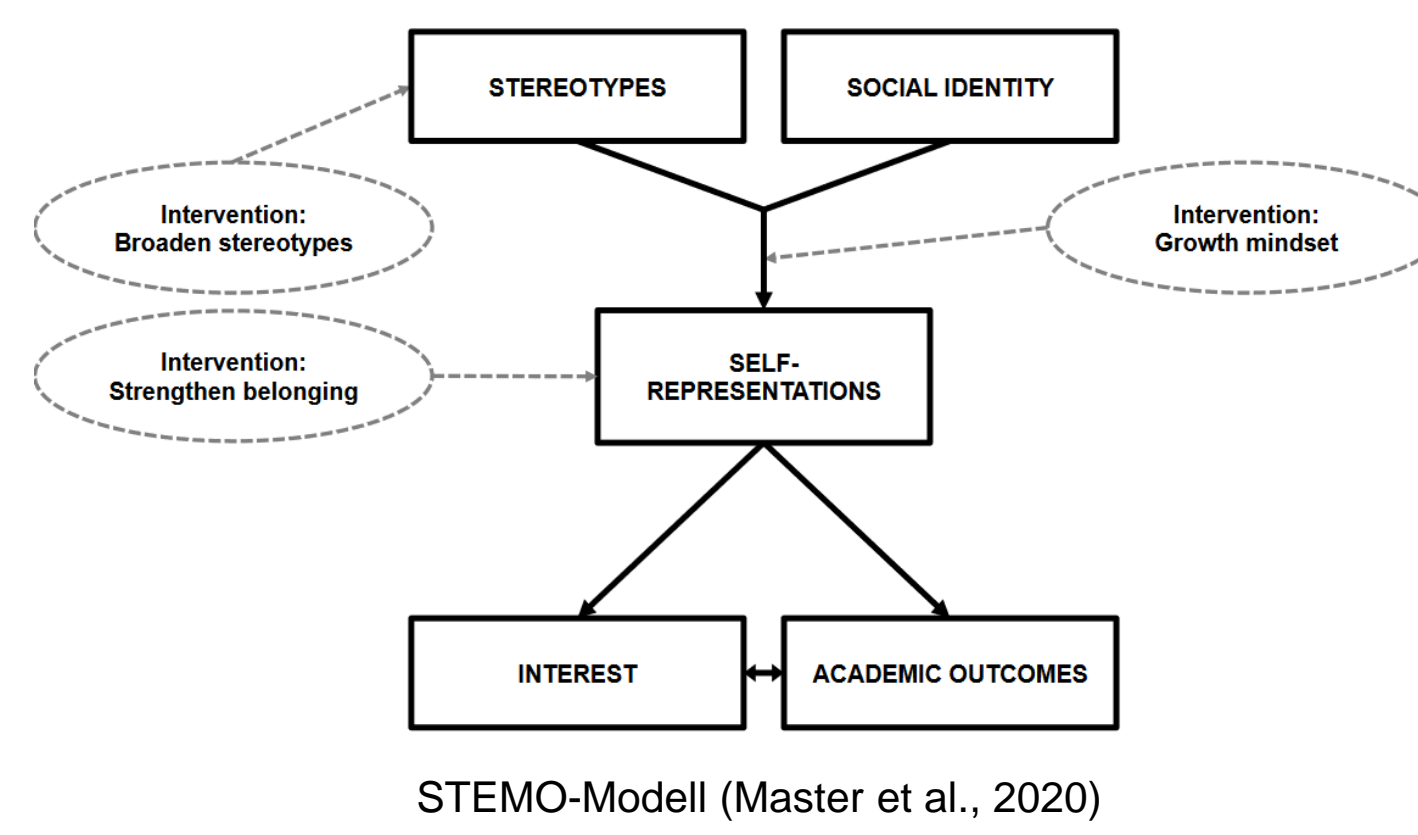 STEREOTYPES
SOCIAL IDENTITY
Intervention:
Broaden stereotypes
Intervention:
Growth mindset
Intervention:
Strengthen belonging
SELF-
REPRESENTATIONS
INTEREST
ACADEMIC OUTCOMES
STEMO-Modell (Master et al., 2020)